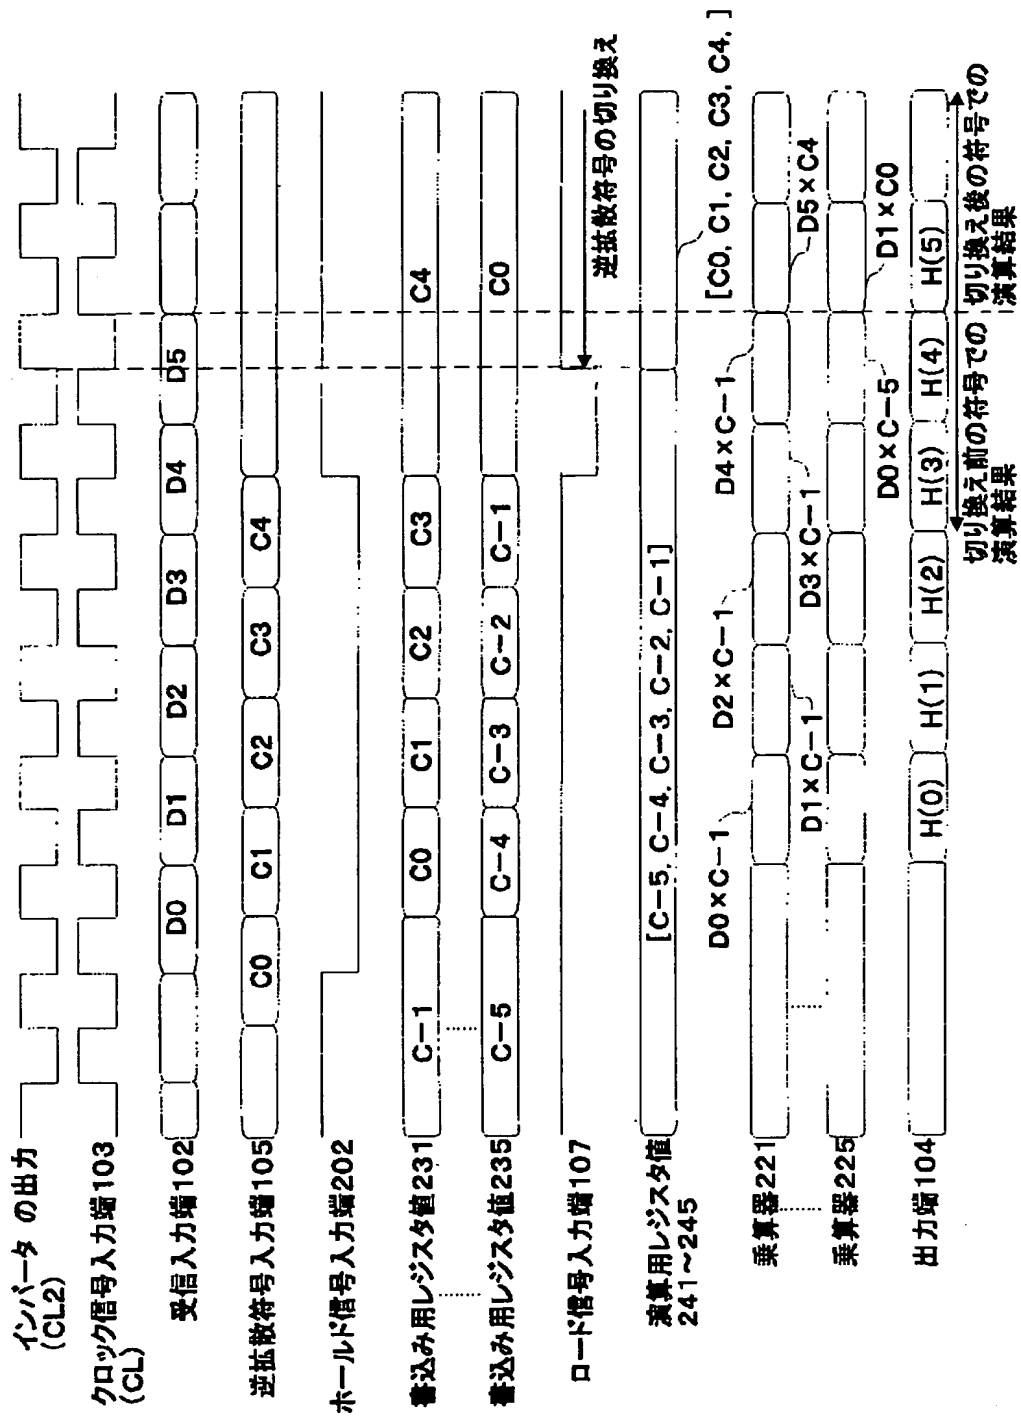 インバータ の出力
(CL2)
クロック信号入力端103
(CL)
受信入力端102
D0 D1 D2 D3 D4 D5
逆拡散符号入力端105
C0 C1 C2 C3 C4
ホールド信号入力端202
書込み用レジスタ値231
C−1 C0 C1 C2 C3 C4
書込み用レジスタ値235
C−5 C−4 C−3 C−2 C−1 C0
ロード信号入力端107
逆拡散符号の切り換え
演算用レジスタ値
241〜245
[C−5, C−4, C−3, C−2, C−1]
[C0, C1, C2, C3, C4, ]
D0×C−1 D2×C−1 D4×C−1
乗算器221
D1×C−1 D3×C−1 D5×C4
乗算器225
D0×C−5 D1×C0
出力端104
H(0) H(1) H(2) H(3) H(4) H(5)
切り換え前の符号での
演算結果
切り換え後の符号での
演算結果